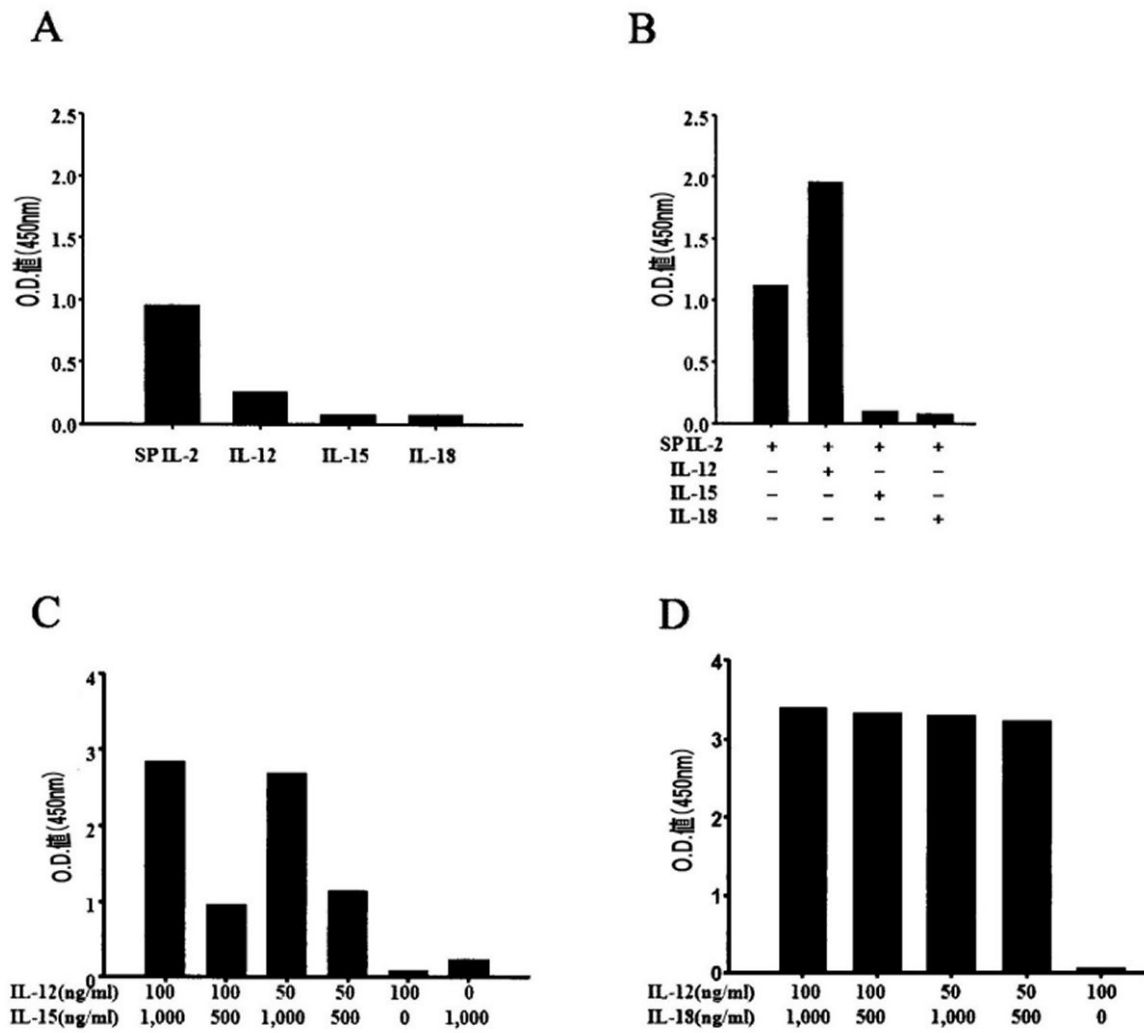 A
2.5
2.0
1.5
1.0
0.5
0.0
O.D.値(450nm)
SP IL-2 IL-12 IL-15 IL-18
B
2.5
2.0
1.5
1.0
0.5
0.0
O.D.値(450nm)
SP IL-2 + + + +
IL-12 − + − −
IL-15 − − + −
IL-18 − − − +
C
4
3
2
1
0
O.D.値(450nm)
IL-12(ng/ml) 100 100 50 50 100 0
IL-15(ng/ml) 1,000 500 1,000 500 0 1,000
D
4
3
2
1
0
O.D.値(450nm)
IL-12(ng/ml) 100 100 50 50 100
IL-18(ng/ml) 1,000 500 1,000 500 0